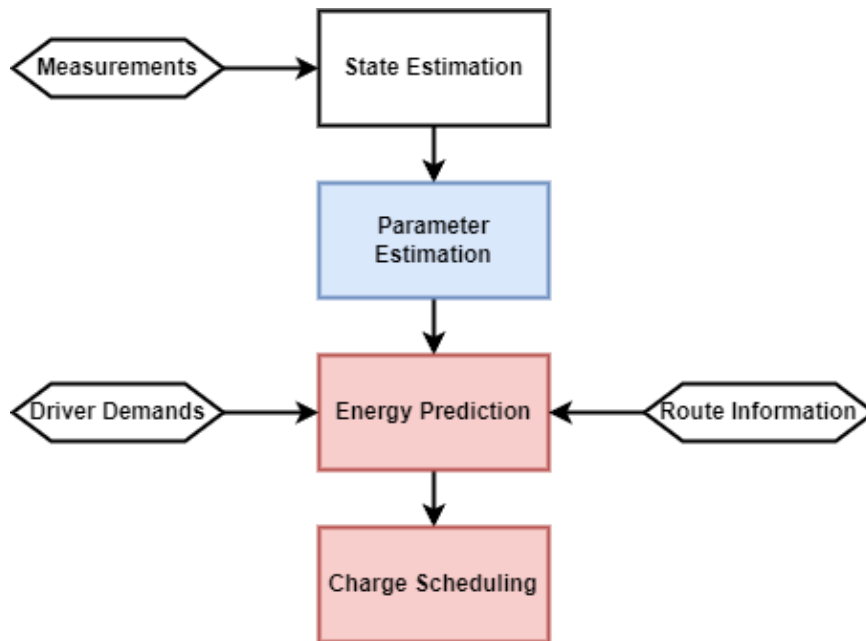 Measurements
State Estimation
Parameter
Estimation
Driver Demands
Energy Prediction
Route Information
Charge Scheduling